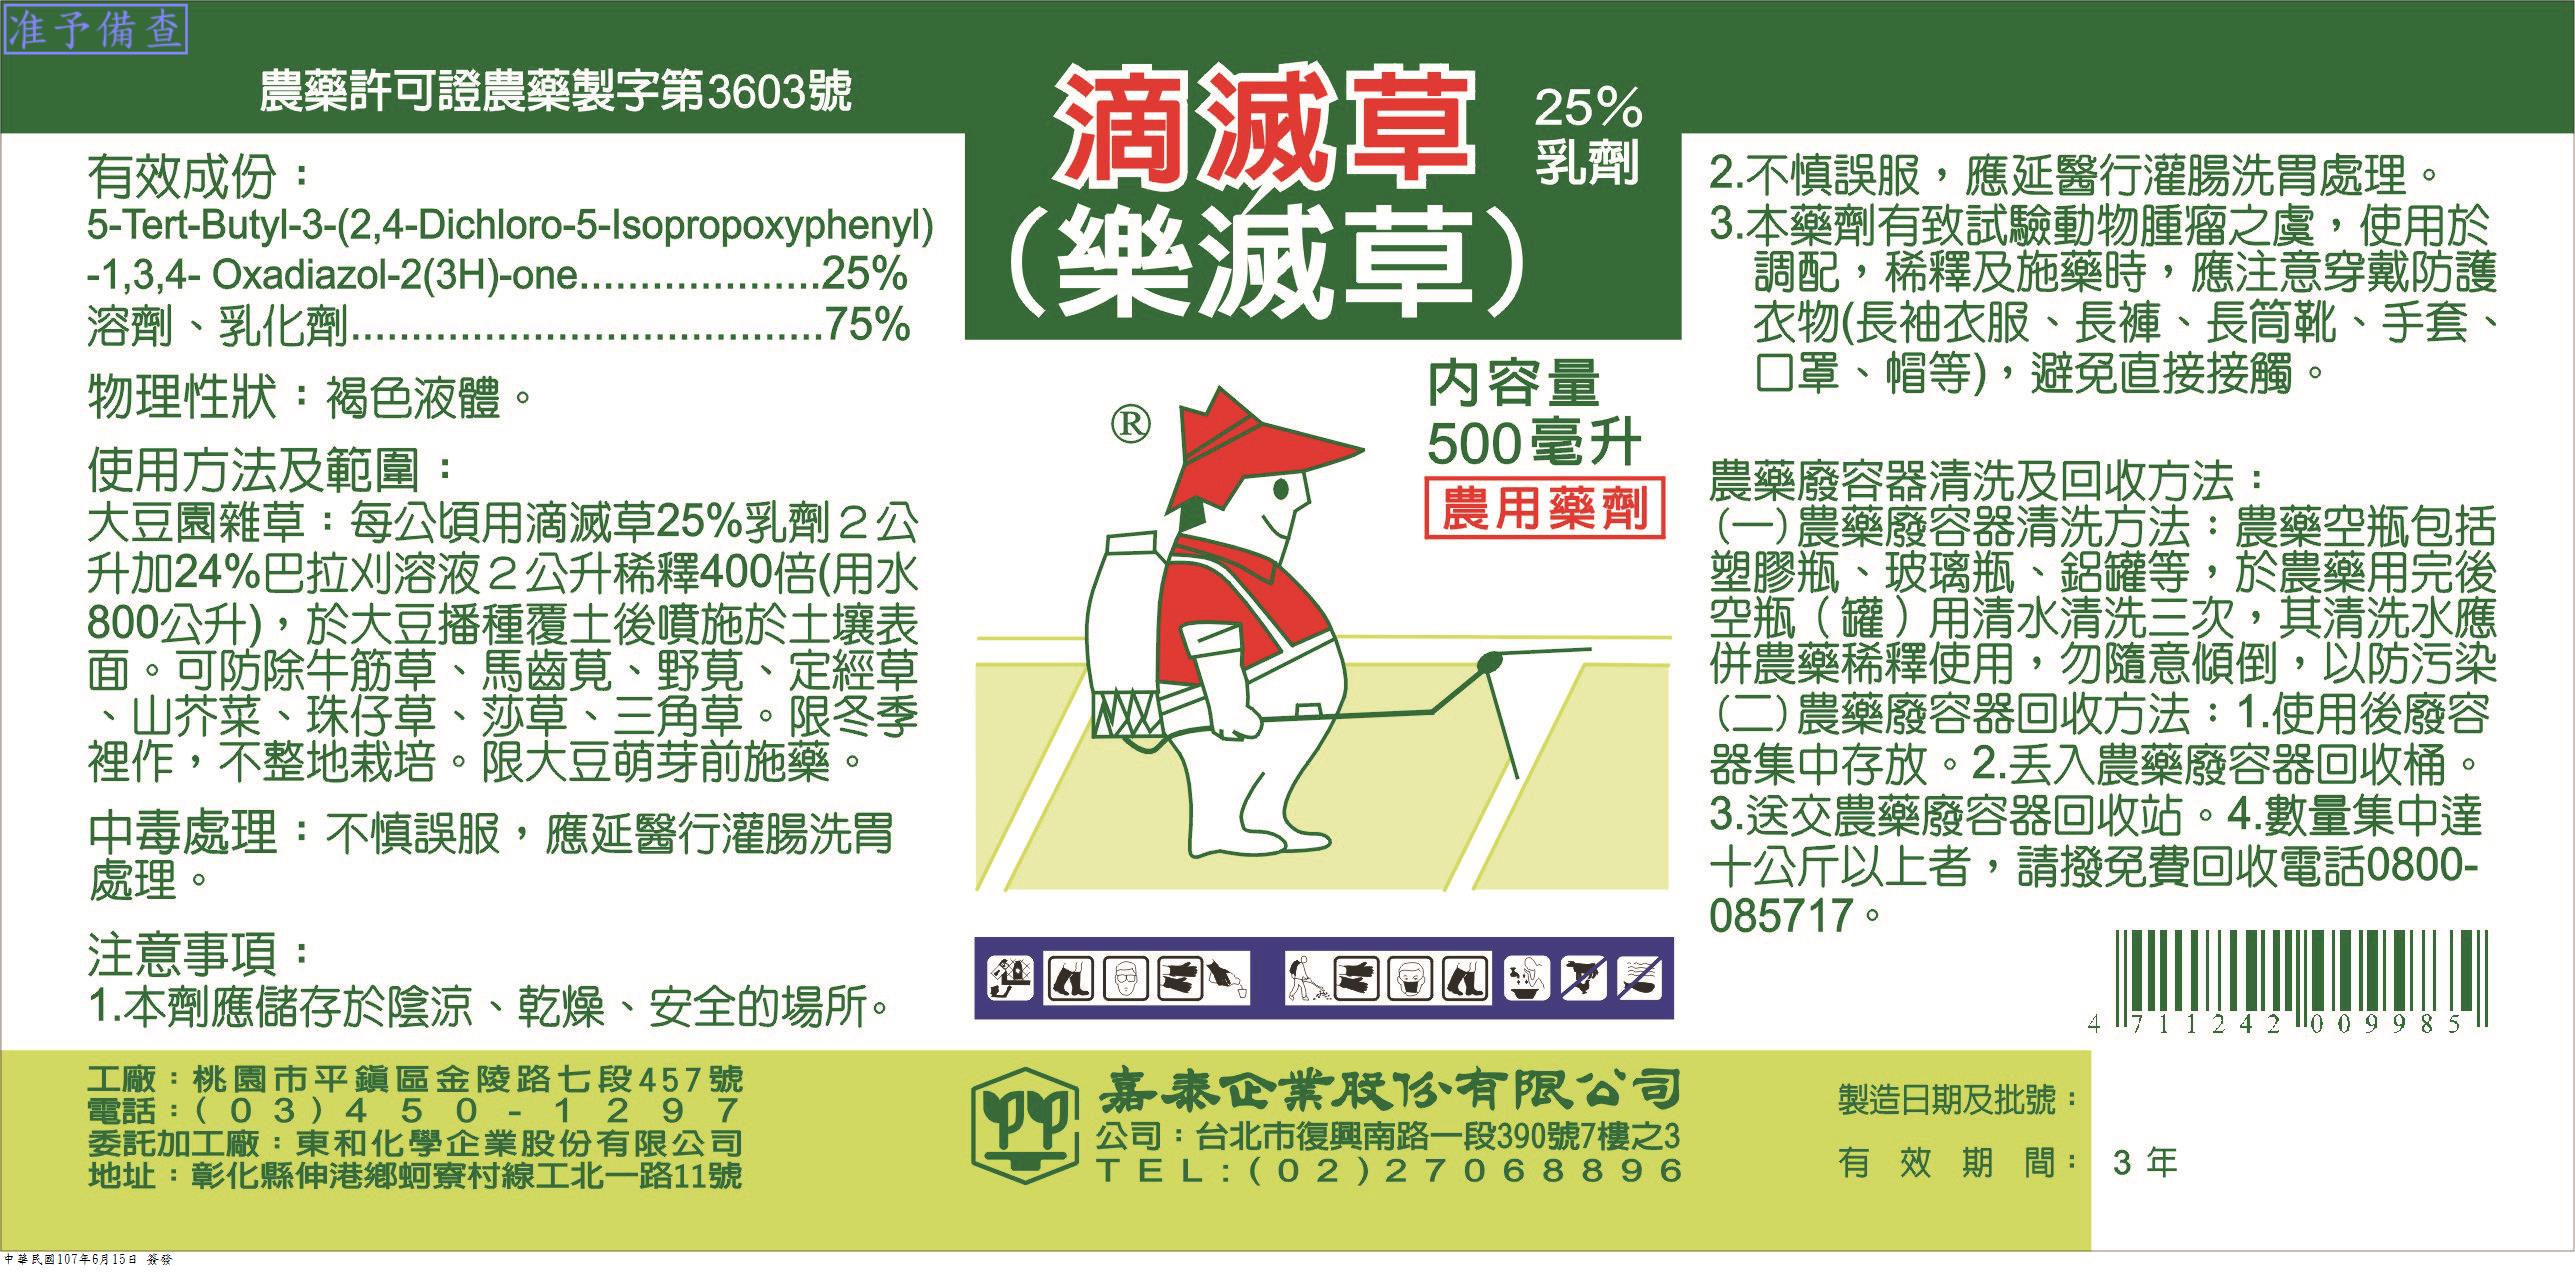 准予備查
農藥許可證農藥製字第3603號
滴滅草
25%
乳劑
(樂滅草)
有效成份：
5-Tert-Butyl-3-(2,4-Dichloro-5-Isopropoxyphenyl)
-1,3,4- Oxadiazol-2(3H)-one....................25%
溶劑、乳化劑.......................................75%
物理性狀：褐色液體。
使用方法及範圍：
大豆園雜草：每公頃用滴滅草25%乳劑２公
升加24%巴拉刈溶液２公升稀釋400倍(用水
800公升)，於大豆播種覆土後噴施於土壤表
面。可防除牛筋草、馬齒莧、野莧、定經草
、山芥菜、珠仔草、莎草、三角草。限冬季
裡作，不整地栽培。限大豆萌芽前施藥。
中毒處理：不慎誤服，應延醫行灌腸洗胃
處理。
注意事項：
1.本劑應儲存於陰涼、乾燥、安全的場所。
®
內容量
500毫升
農用藥劑
2.不慎誤服，應延醫行灌腸洗胃處理。
3.本藥劑有致試驗動物腫瘤之虞，使用於
調配，稀釋及施藥時，應注意穿戴防護
衣物(長袖衣服、長褲、長筒靴、手套、
口罩、帽等)，避免直接接觸。
農藥廢容器清洗及回收方法：
(一)農藥廢容器清洗方法：農藥空瓶包括
塑膠瓶、玻璃瓶、鋁罐等，於農藥用完後
空瓶（罐）用清水清洗三次，其清洗水應
併農藥稀釋使用，勿隨意傾倒，以防污染
(二)農藥廢容器回收方法：1.使用後廢容
器集中存放。2.丟入農藥廢容器回收桶。
3.送交農藥廢容器回收站。4.數量集中達
十公斤以上者，請撥免費回收電話0800-
085717。
4 711242 009985
工廠：桃園市平鎮區金陵路七段457號
電話：(03)450-1297
委託加工廠：東和化學企業股份有限公司
地址：彰化縣伸港鄉蚵寮村線工北一路11號
嘉泰企業股份有限公司
公司：台北市復興南路一段390號7樓之3
TEL:(02)27068896
製造日期及批號：
有效期間： 3 年
中華民國107年6月15日 簽發